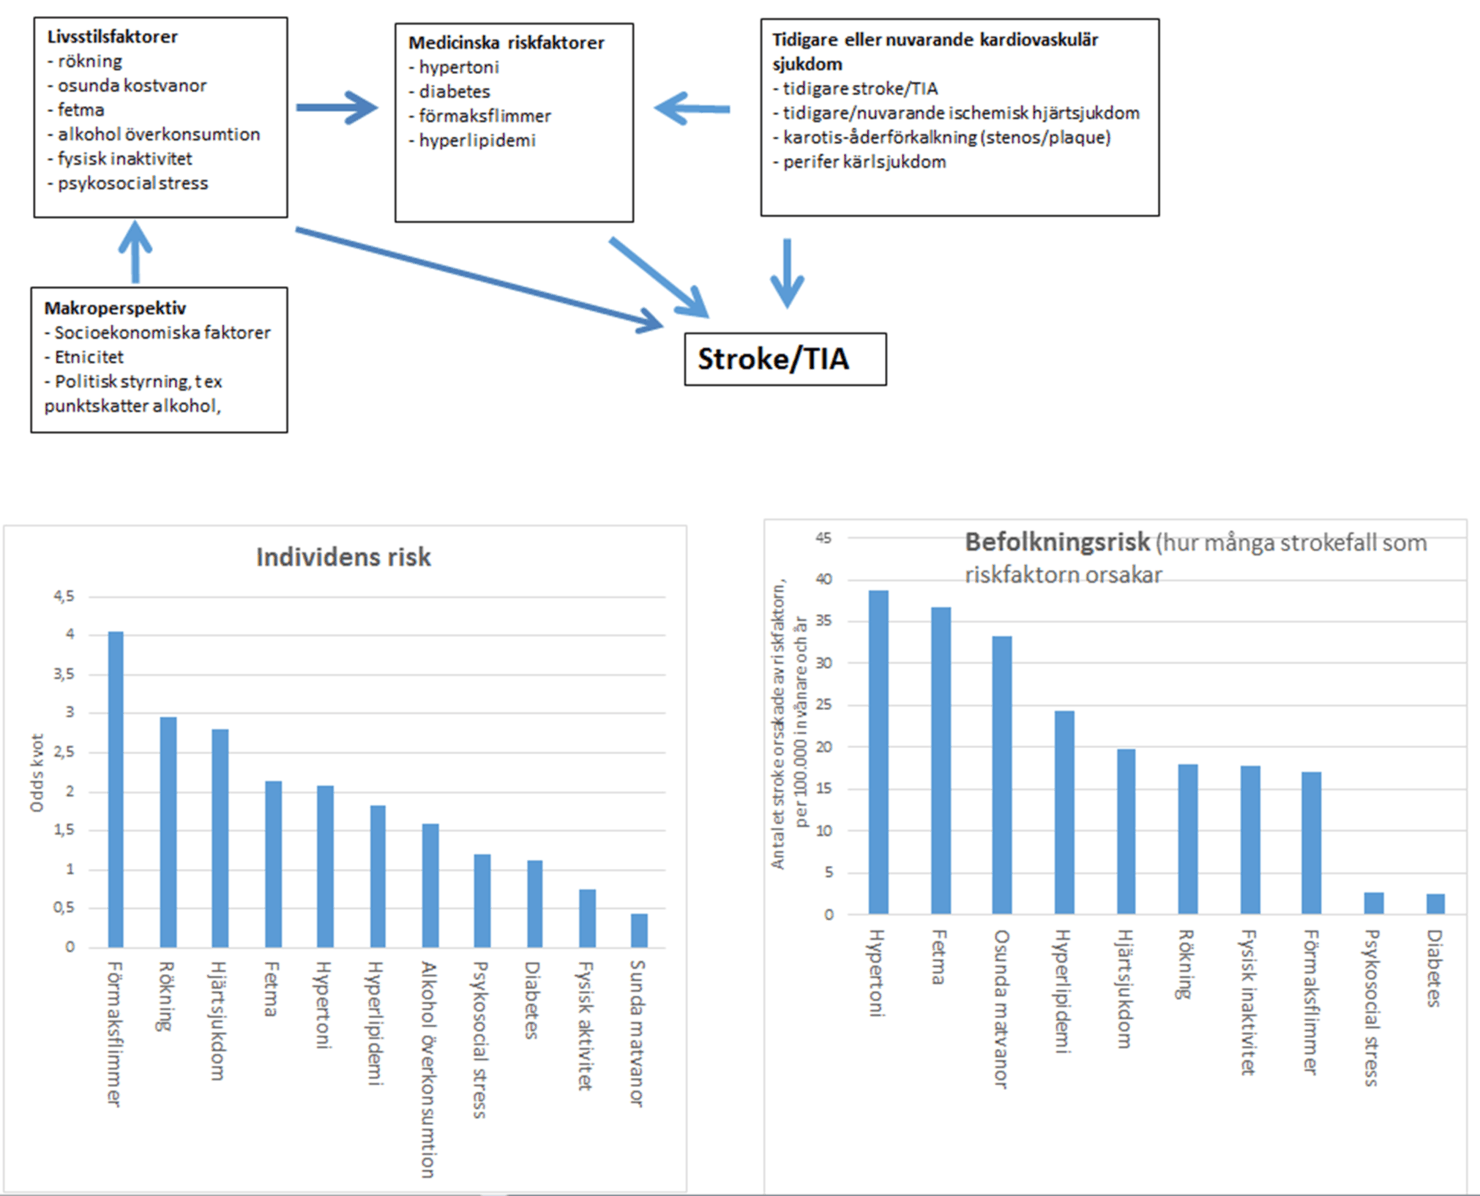 Livsstilsfaktorer
- rökning
- osunda kostvanor
- fetma
- alkohol överkonsumtion
- fysisk inaktivitet
- psykosocial stress
Medicinska riskfaktorer
- hypertoni
- diabetes
- förmaksflimmer
- hyperlipidemi
Tidigare eller nuvarande kardiovaskulär
sjukdom
- tidigare stroke/TIA
- tidigare/nuvarande ischemisk hjärtsjukdom
- karotis-åderförkalkning (stenos/plaque)
- perifer kärlsjukdom
Makroperspektiv
- Socioekonomiska faktorer
- Etnicitet
- Politisk styrning, t ex
punktskatter alkohol,
Stroke/TIA
Individens risk
Odds kvot
4,5
4
3,5
3
2,5
2
1,5
1
0,5
0
Förmaksflimmer
Rökning
Hjärtsjukdom
Fetma
Hypertoni
Hyperlipidemi
Alkohol överkonsumtion
Psykosocial stress
Diabetes
Fysisk aktivitet
Sunda matvanor
Befolkningsrisk (hur många strokefall som
riskfaktorn orsakar
Antalet stroke orsakade av riskfaktorn,
per 100.000 invånare och år
45
40
35
30
25
20
15
10
5
0
Hypertoni
Fetma
Osunda matvanor
Hyperlipidemi
Hjärtsjukdom
Rökning
Fysisk inaktivitet
Förmaksflimmer
Psykosocial stress
Diabetes